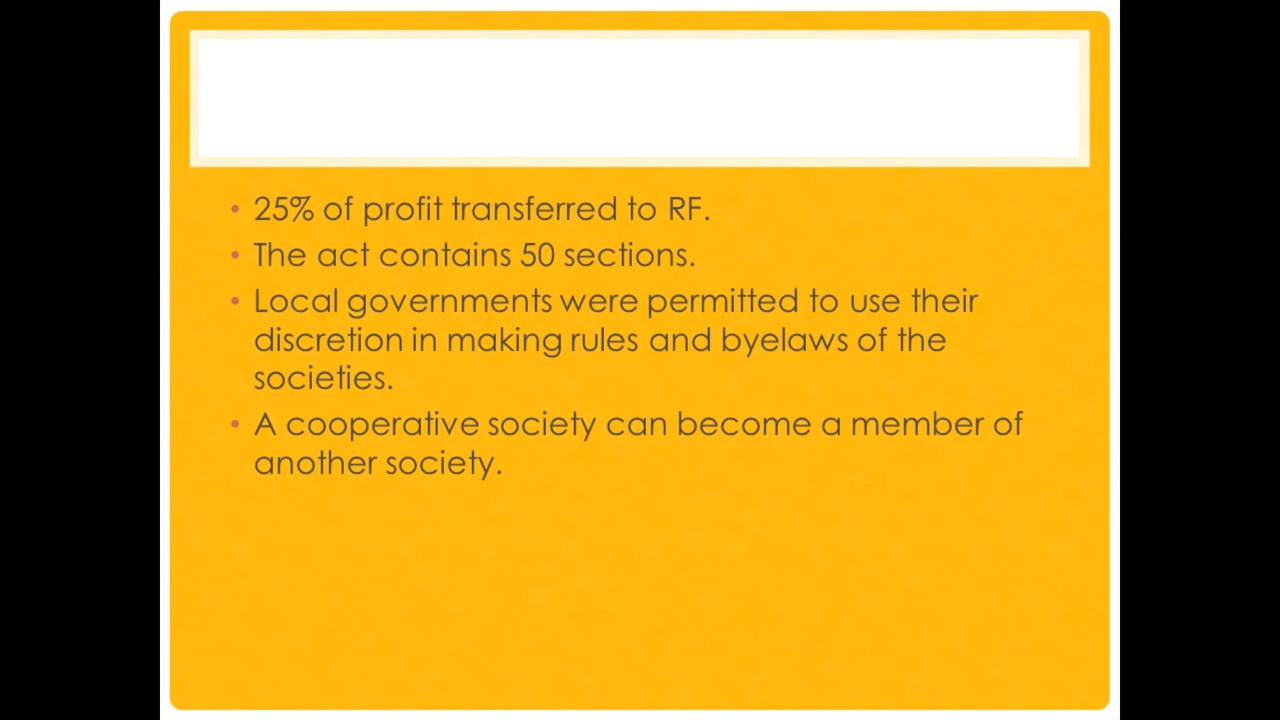 • 25% of profit transferred to RF.
• The act contains 50 sections.
• Local governments were permitted to use their
discretion in making rules and byelaws of the
societies.
• A cooperative society can become a member of
another society.